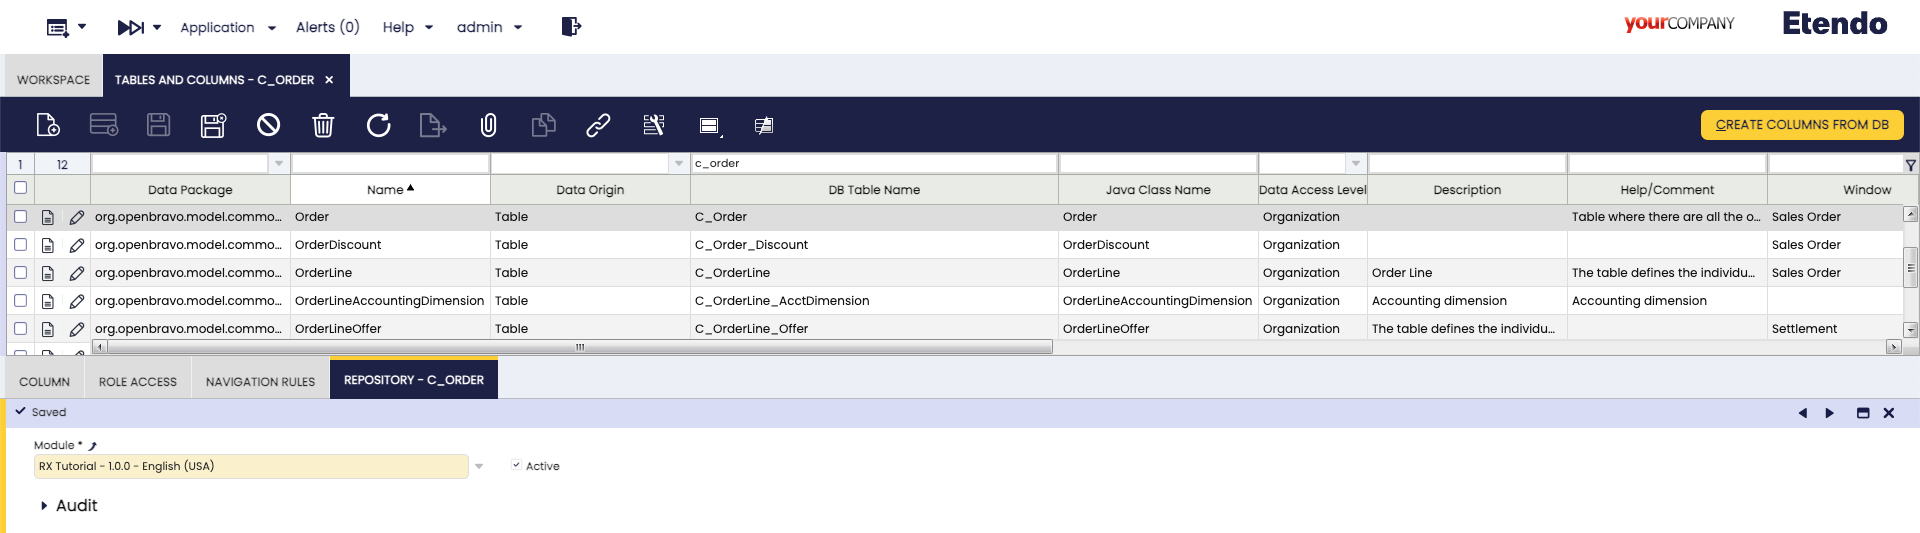 Application Alerts (0) Help admin yourCOMPANY Etendo
WORKSPACE TABLES AND COLUMNS - C_ORDER
CREATE COLUMNS FROM DB
1 12 c_order
Data Package Name Data Origin DB Table Name Java Class Name Data Access Level Description Help/Comment Window
org.openbravo.model.commo... Order Table C_Order Order Organization Table where there are all the o... Sales Order
org.openbravo.model.commo... OrderDiscount Table C_Order_Discount OrderDiscount Organization Sales Order
org.openbravo.model.commo... OrderLine Table C_OrderLine OrderLine Organization Order Line The table defines the individu... Sales Order
org.openbravo.model.commo... OrderLineAccountingDimension Table C_OrderLine_AcctDimension OrderLineAccountingDimension Organization Accounting dimension Accounting dimension
org.openbravo.model.commo... OrderLineOffer Table C_OrderLine_Offer OrderLineOffer Organization The table defines the individu... Settlement
COLUMN ROLE ACCESS NAVIGATION RULES REPOSITORY - C_ORDER
Saved
Module *
RX Tutorial - 1.0.0 - English (USA) Active
Audit